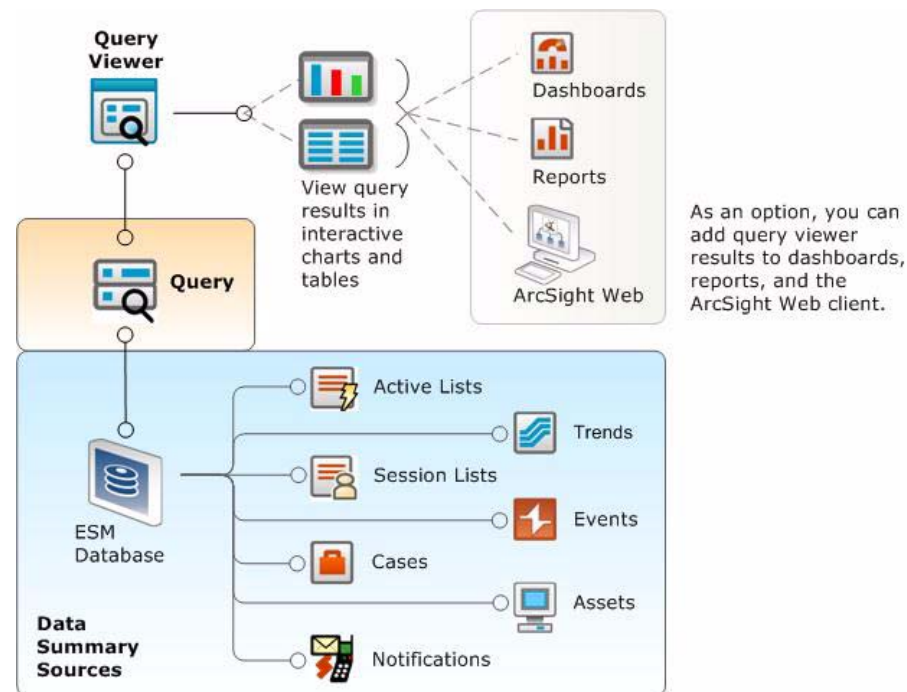 Query
Viewer
View query
results in
interactive
charts and
tables
Dashboards
Reports
ArcSight Web
As an option, you can
add query viewer
results to dashboards,
reports, and the
ArcSight Web client.
Query
Active Lists
Trends
Session Lists
Events
ESM
Database
Cases
Assets
Notifications
Data
Summary
Sources